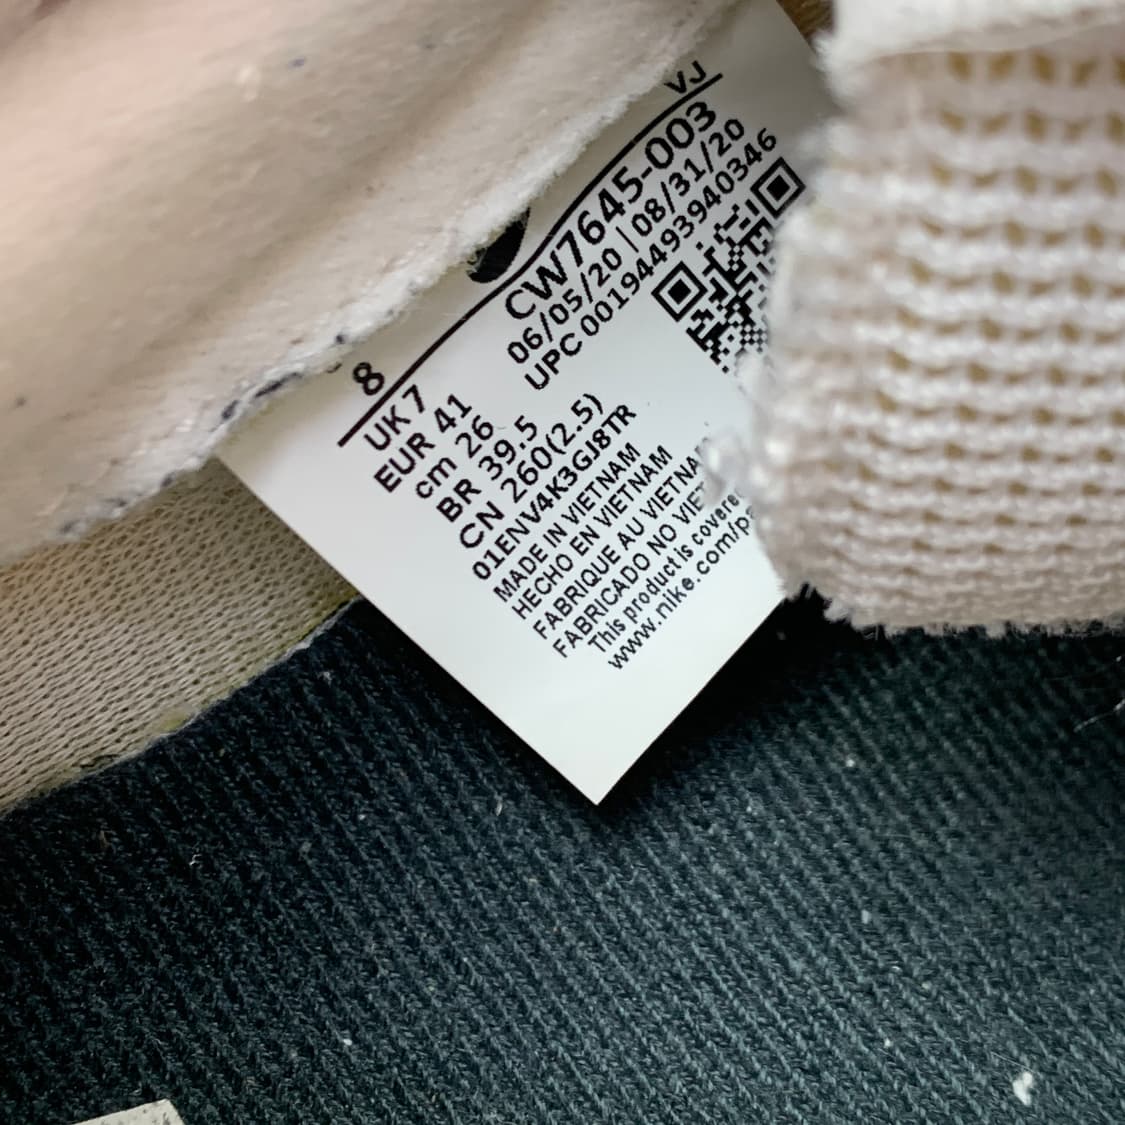 8 VJ
UK 7
EUR 41
cm 26
BR 39.5
CN 260(2.5)
01ENV4K3GJ8TR
MADE IN VIETNAM
HECHO EN VIETNAM
FABRIQUE AU VIETNA
FABRICADO NO VIET
This product is covered
www.nike.com/p
CW7645-003
06/05/20 | 08/31/20
UPC 00194493940346